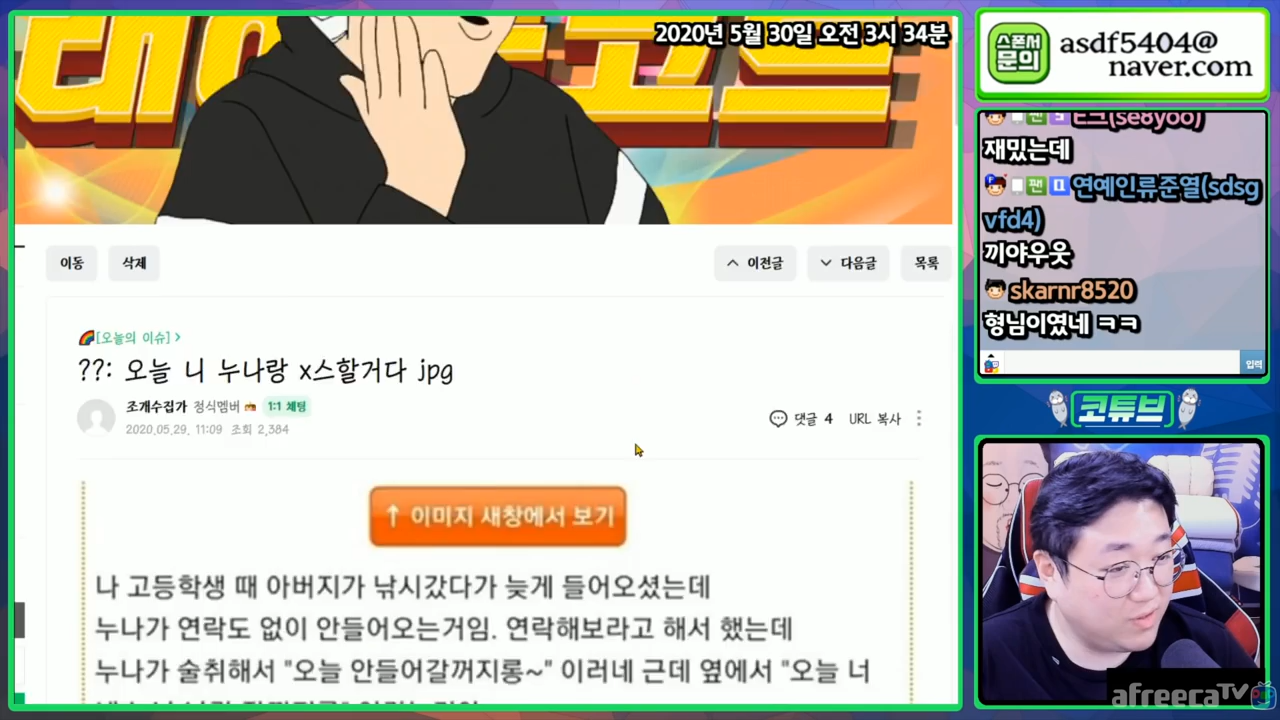 2020년 5월 30일 오전 3시 34분
이동
삭제
이전글
다음글
목록
[오늘의 이슈] >
??: 오늘 니 누나랑 x스할거다 jpg
조개수집가 정식멤버 1:1 채팅
2020.05.29. 11:09 조회 2,384
댓글 4 URL 복사
↑ 이미지 새창에서 보기
나 고등학생 때 아버지가 낚시갔다가 늦게 들어오셨는데
누나가 연락도 없이 안들어오는거임. 연락해보라고 해서 했는데
누나가 술취해서 "오늘 안들어갈꺼지롱~" 이러네 근데 옆에서 "오늘 너
스폰서
문의
asdf5404@
naver.com
E크(se8yoo)
재밌는데
팬 연예인류준열(sdsg
vfd4)
끼야우웃
skarnr8520
형님이였네 ㅋㅋ
입력
코튜브
afreecaTV